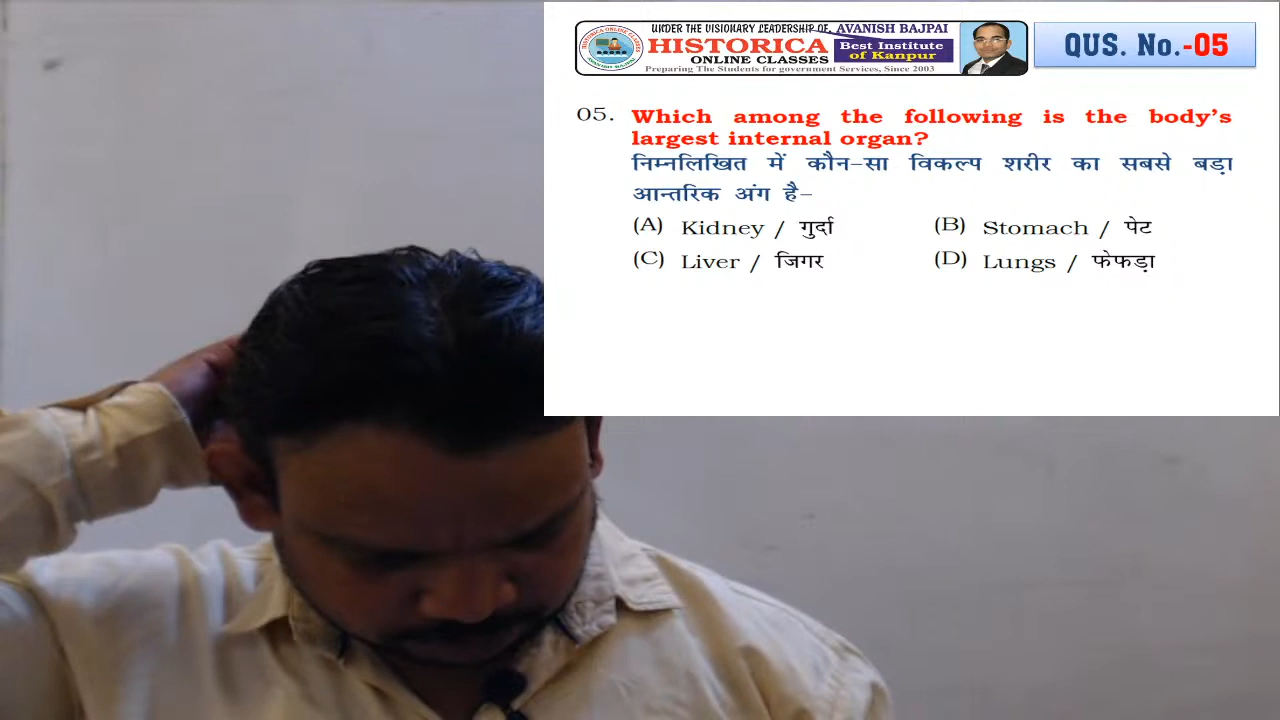 UNDER THE VISIONARY LEADERSHIP OF, AVANISH BAJPAI
HISTORICA
ONLINE CLASSES
Best Institute
of Kanpur
Preparing The Students for government Services, Since 2003
QUS. No.-05
05. Which among the following is the body's
largest internal organ?
निम्नलिखित में कौन-सा विकल्प शरीर का सबसे बड़ा
आन्तरिक अंग है-
(A) Kidney / गुर्दा (B) Stomach / पेट
(C) Liver / जिगर (D) Lungs / फेफड़ा